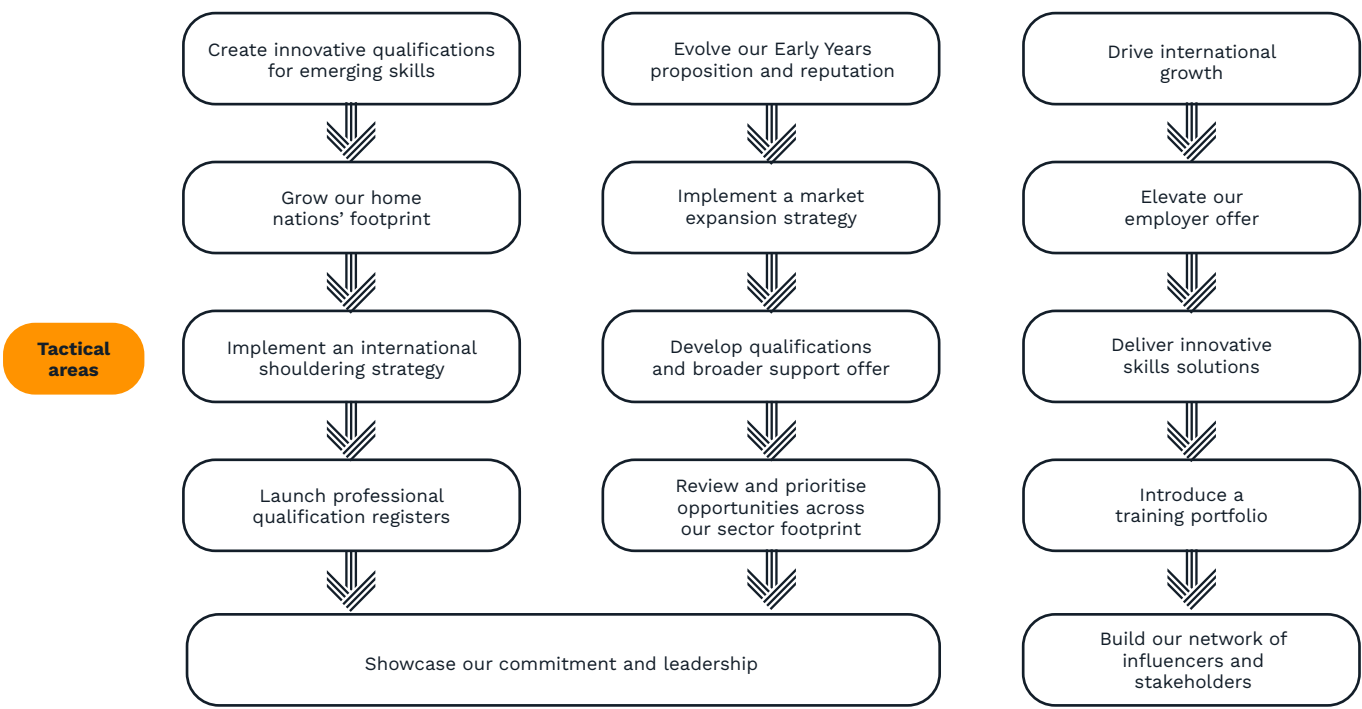 Tactical
areas
Create innovative qualifications
for emerging skills
Grow our home
nations’ footprint
Implement an international
shouldering strategy
Launch professional
qualification registers
Evolve our Early Years
proposition and reputation
Implement a market
expansion strategy
Develop qualifications
and broader support offer
Review and prioritise
opportunities across
our sector footprint
Showcase our commitment and leadership
Drive international
growth
Elevate our
employer offer
Deliver innovative
skills solutions
Introduce a
training portfolio
Build our network of
influencers and
stakeholders